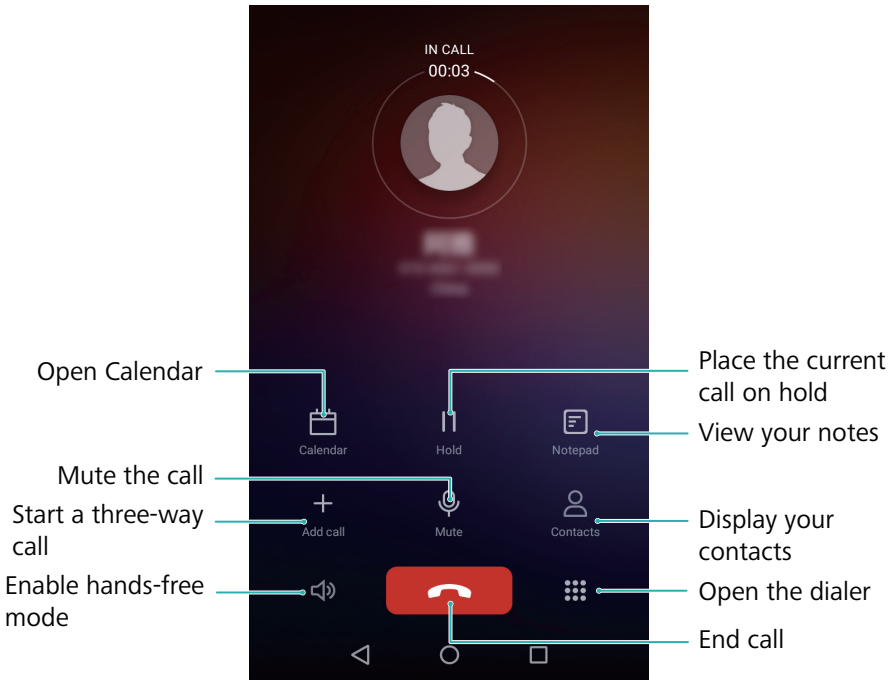 IN CALL
00:03
Open Calendar
Place the current
call on hold
Calendar
Hold
Notepad
View your notes
Mute the call
Start a three-way
call
Add call
Mute
Contacts
Display your
contacts
Enable hands-free
mode
Open the dialer
End call